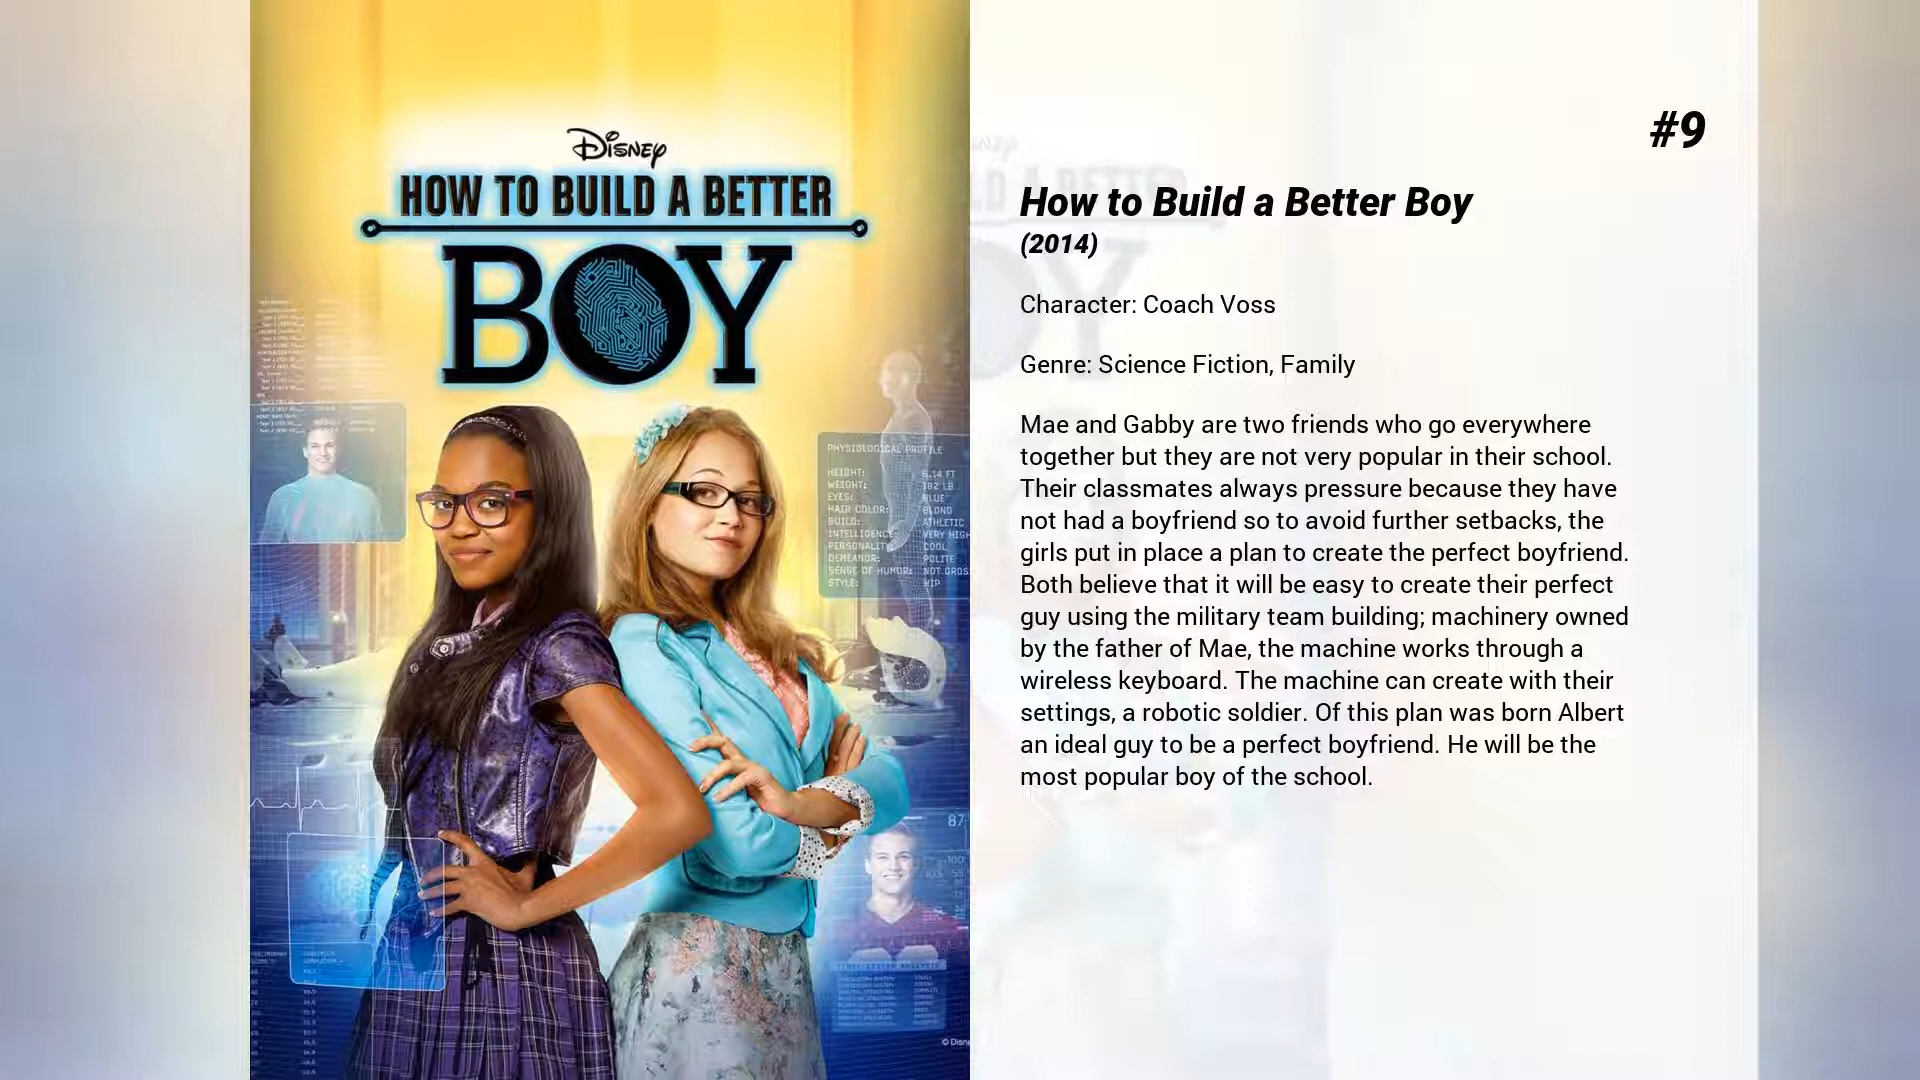 Disney
HOW TO BUILD A BETTER
BOY
PHYSIOLOGICAL PROFILE
HEIGHT: 6.14 FT
WEIGHT: 182 LB
EYES: BLUE
HAIR COLOR: BLOND
BUILD: ATHLETIC
INTELLIGENCE: VERY HIGH
PERSONALITY: COOL
DEMEANOR: POLITE
SENSE OF HUMOR: NOT GROS
STYLE: HIP
87
© Disne
#9
How to Build a Better Boy
(2014)
Character: Coach Voss
Genre: Science Fiction, Family
Mae and Gabby are two friends who go everywhere
together but they are not very popular in their school.
Their classmates always pressure because they have
not had a boyfriend so to avoid further setbacks, the
girls put in place a plan to create the perfect boyfriend.
Both believe that it will be easy to create their perfect
guy using the military team building; machinery owned
by the father of Mae, the machine works through a
wireless keyboard. The machine can create with their
settings, a robotic soldier. Of this plan was born Albert
an ideal guy to be a perfect boyfriend. He will be the
most popular boy of the school.